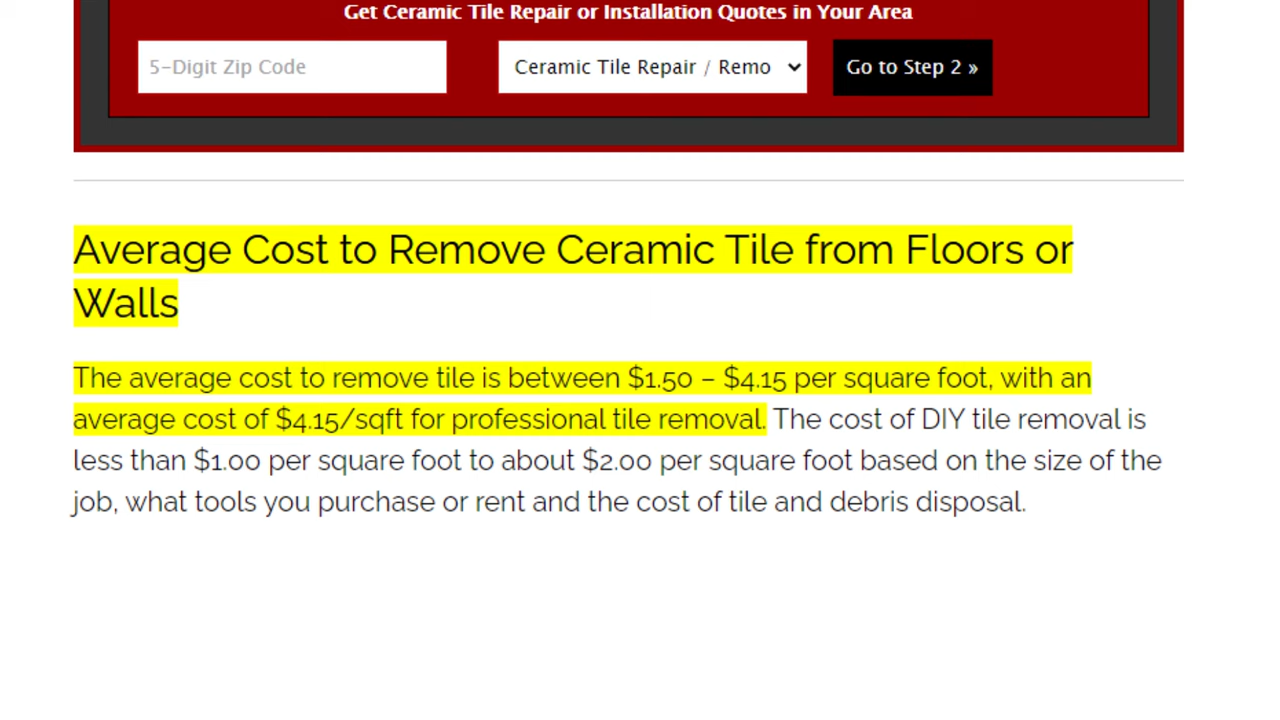 Get Ceramic Tile Repair or Installation Quotes in Your Area
5-Digit Zip Code
Ceramic Tile Repair / Remo
Go to Step 2 »
Average Cost to Remove Ceramic Tile from Floors or
Walls
The average cost to remove tile is between $1.50 – $4.15 per square foot, with an
average cost of $4.15/sqft for professional tile removal. The cost of DIY tile removal is
less than $1.00 per square foot to about $2.00 per square foot based on the size of the
job, what tools you purchase or rent and the cost of tile and debris disposal.